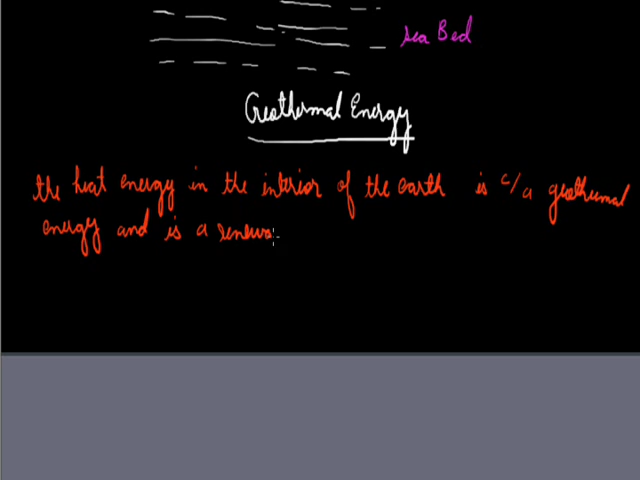 sea Bed
Geothermal Energy
the heat energy in the interior of the earth is c/a geothermal
energy and is a renewa